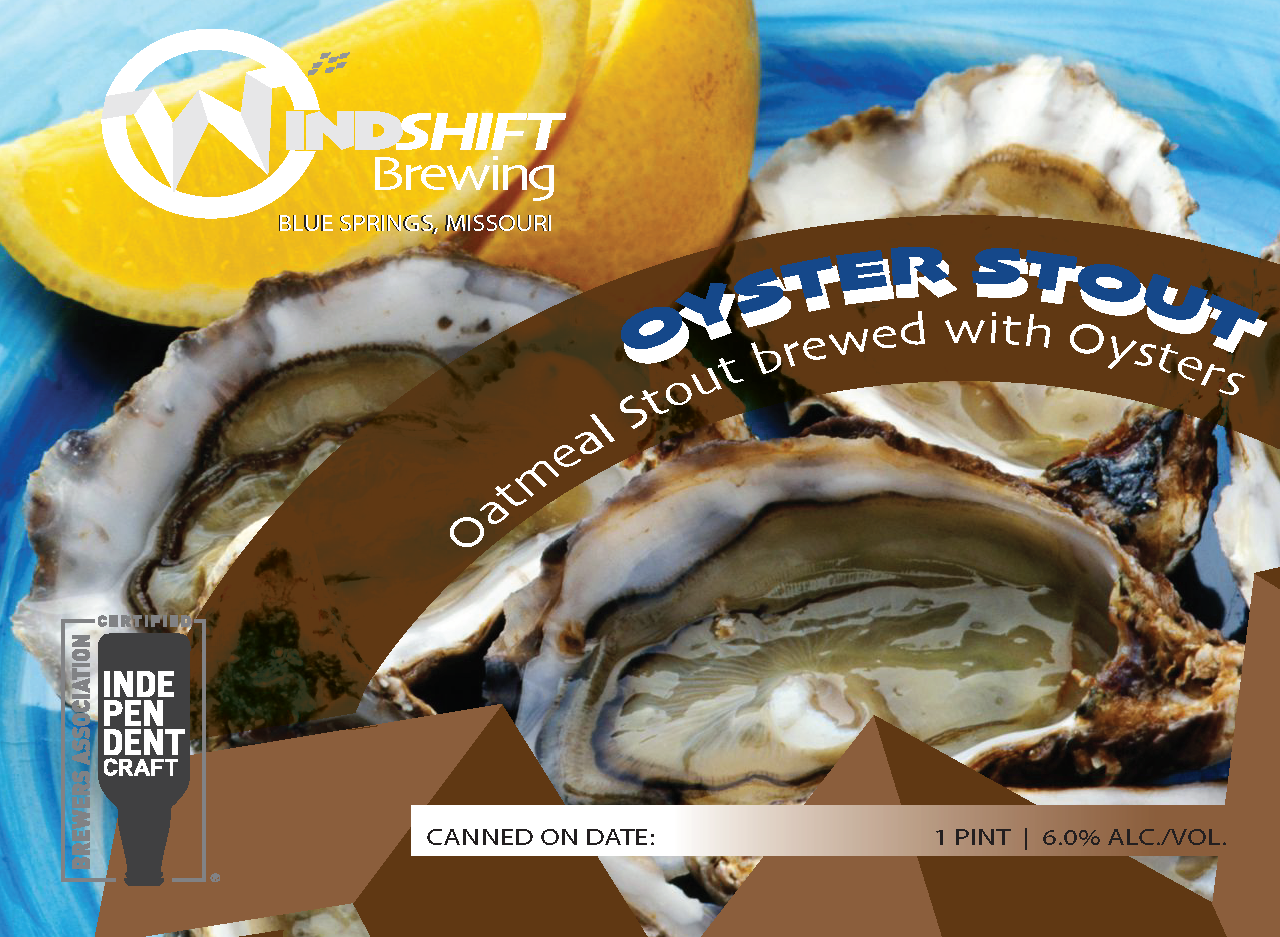 WINDSHIFT
Brewing
BLUE SPRINGS, MISSOURI
OYSTER STOUT
Oatmeal Stout brewed with Oysters
CERTIFIED
BREWERS ASSOCIATION
INDE
PEN
DENT
CRAFT
®
CANNED ON DATE:
1 PINT | 6.0% ALC./VOL.